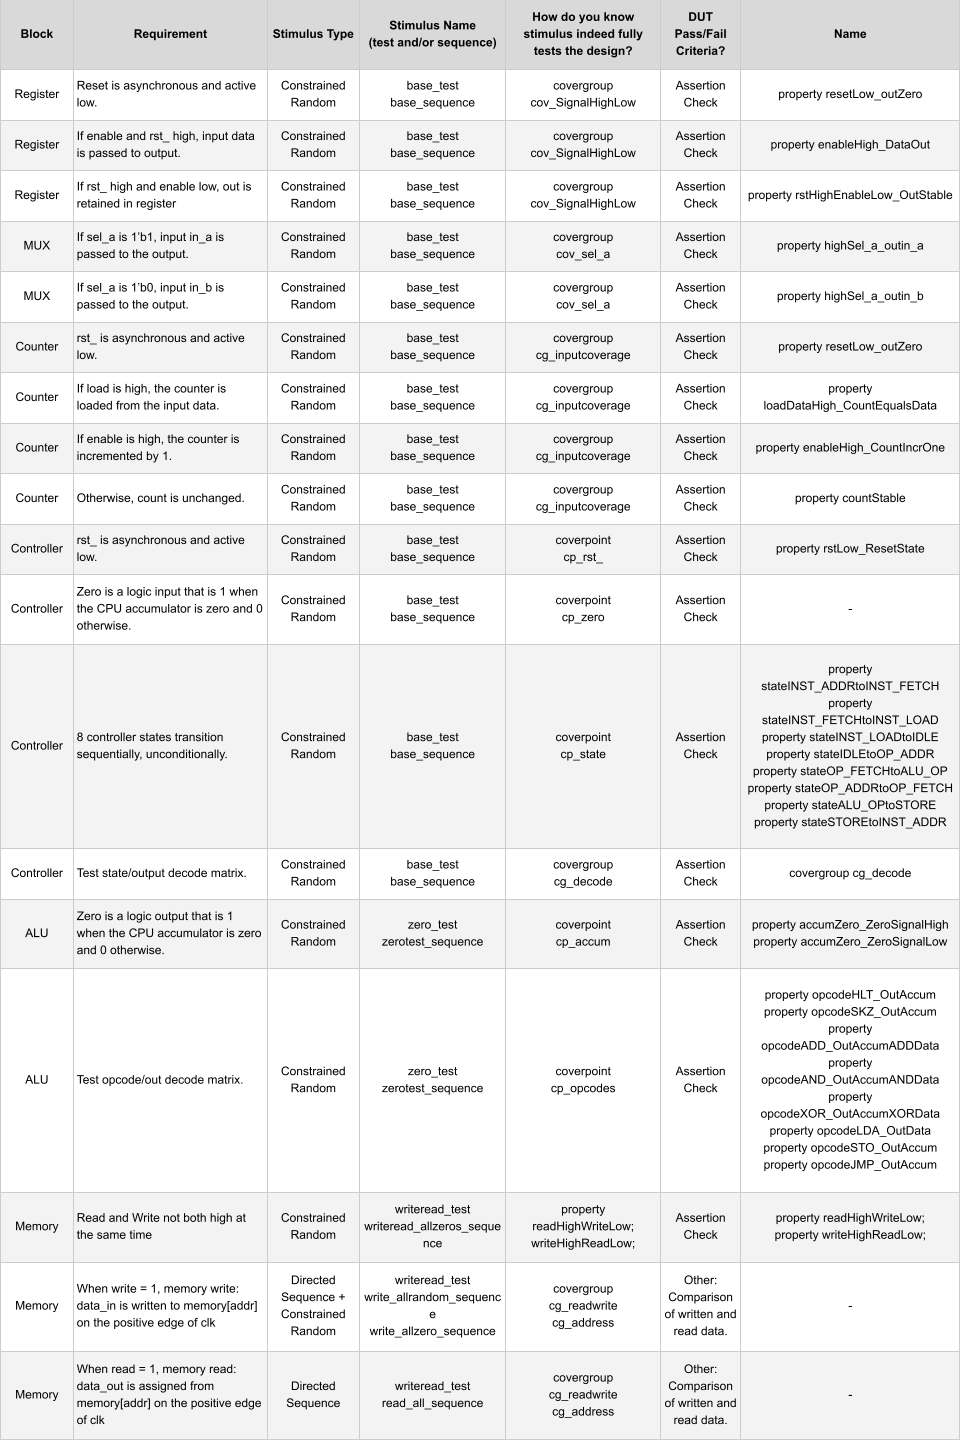 Block
Requirement
Stimulus Type
Stimulus Name
(test and/or sequence)
How do you know
stimulus indeed fully
tests the design?
DUT
Pass/Fail
Criteria?
Name
Register
Reset is asynchronous and active
low.
Constrained
Random
base_test
base_sequence
covergroup
cov_SignalHighLow
Assertion
Check
property resetLow_outZero
Register
If enable and rst_ high, input data
is passed to output.
Constrained
Random
base_test
base_sequence
covergroup
cov_SignalHighLow
Assertion
Check
property enableHigh_DataOut
Register
If rst_ high and enable low, out is
retained in register
Constrained
Random
base_test
base_sequence
covergroup
cov_SignalHighLow
Assertion
Check
property rstHighEnableLow_OutStable
MUX
If sel_a is 1'b1, input in_a is
passed to the output.
Constrained
Random
base_test
base_sequence
covergroup
cov_sel_a
Assertion
Check
property highSel_a_outin_a
MUX
If sel_a is 1'b0, input in_b is
passed to the output.
Constrained
Random
base_test
base_sequence
covergroup
cov_sel_a
Assertion
Check
property highSel_a_outin_b
Counter
rst_ is asynchronous and active
low.
Constrained
Random
base_test
base_sequence
covergroup
cg_inputcoverage
Assertion
Check
property resetLow_outZero
Counter
If load is high, the counter is
loaded from the input data.
Constrained
Random
base_test
base_sequence
covergroup
cg_inputcoverage
Assertion
Check
property
loadDataHigh_CountEqualsData
Counter
If enable is high, the counter is
incremented by 1.
Constrained
Random
base_test
base_sequence
covergroup
cg_inputcoverage
Assertion
Check
property enableHigh_CountIncrOne
Counter
Otherwise, count is unchanged.
Constrained
Random
base_test
base_sequence
covergroup
cg_inputcoverage
Assertion
Check
property countStable
Controller
rst_ is asynchronous and active
low.
Constrained
Random
base_test
base_sequence
coverpoint
cp_rst_
Assertion
Check
property rstLow_ResetState
Controller
Zero is a logic input that is 1 when
the CPU accumulator is zero and 0
otherwise.
Constrained
Random
base_test
base_sequence
coverpoint
cp_zero
Assertion
Check
-
Controller
8 controller states transition
sequentially, unconditionally.
Constrained
Random
base_test
base_sequence
coverpoint
cp_state
Assertion
Check
property
stateINST_ADDRtoINST_FETCH
property
stateINST_FETCHtoINST_LOAD
property stateINST_LOADtoIDLE
property stateIDLEtoOP_ADDR
property stateOP_FETCHtoALU_OP
property stateOP_ADDRtoOP_FETCH
property stateALU_OPtoSTORE
property stateSTOREtoINST_ADDR
Controller
Test state/output decode matrix.
Constrained
Random
base_test
base_sequence
covergroup
cg_decode
Assertion
Check
covergroup cg_decode
ALU
Zero is a logic output that is 1
when the CPU accumulator is zero
and 0 otherwise.
Constrained
Random
zero_test
zerotest_sequence
coverpoint
cp_accum
Assertion
Check
property accumZero_ZeroSignalHigh
property accumZero_ZeroSignalLow
ALU
Test opcode/out decode matrix.
Constrained
Random
zero_test
zerotest_sequence
coverpoint
cp_opcodes
Assertion
Check
property opcodeHLT_OutAccum
property opcodeSKZ_OutAccum
property
opcodeADD_OutAccumADDData
property
opcodeAND_OutAccumANDData
property
opcodeXOR_OutAccumXORData
property opcodeLDA_OutData
property opcodeSTO_OutAccum
property opcodeJMP_OutAccum
Memory
Read and Write not both high at
the same time
Constrained
Random
writeread_test
writeread_allzeros_seque
nce
property
readHighWriteLow;
writeHighReadLow;
Assertion
Check
property readHighWriteLow;
property writeHighReadLow;
Memory
When write = 1, memory write:
data_in is written to memory[addr]
on the positive edge of clk
Directed
Sequence +
Constrained
Random
writeread_test
write_allrandom_sequenc
e
write_allzero_sequence
covergroup
cg_readwrite
cg_address
Other:
Comparison
of written and
read data.
-
Memory
When read = 1, memory read:
data_out is assigned from
memory[addr] on the positive edge
of clk
Directed
Sequence
writeread_test
read_all_sequence
covergroup
cg_readwrite
cg_address
Other:
Comparison
of written and
read data.
-